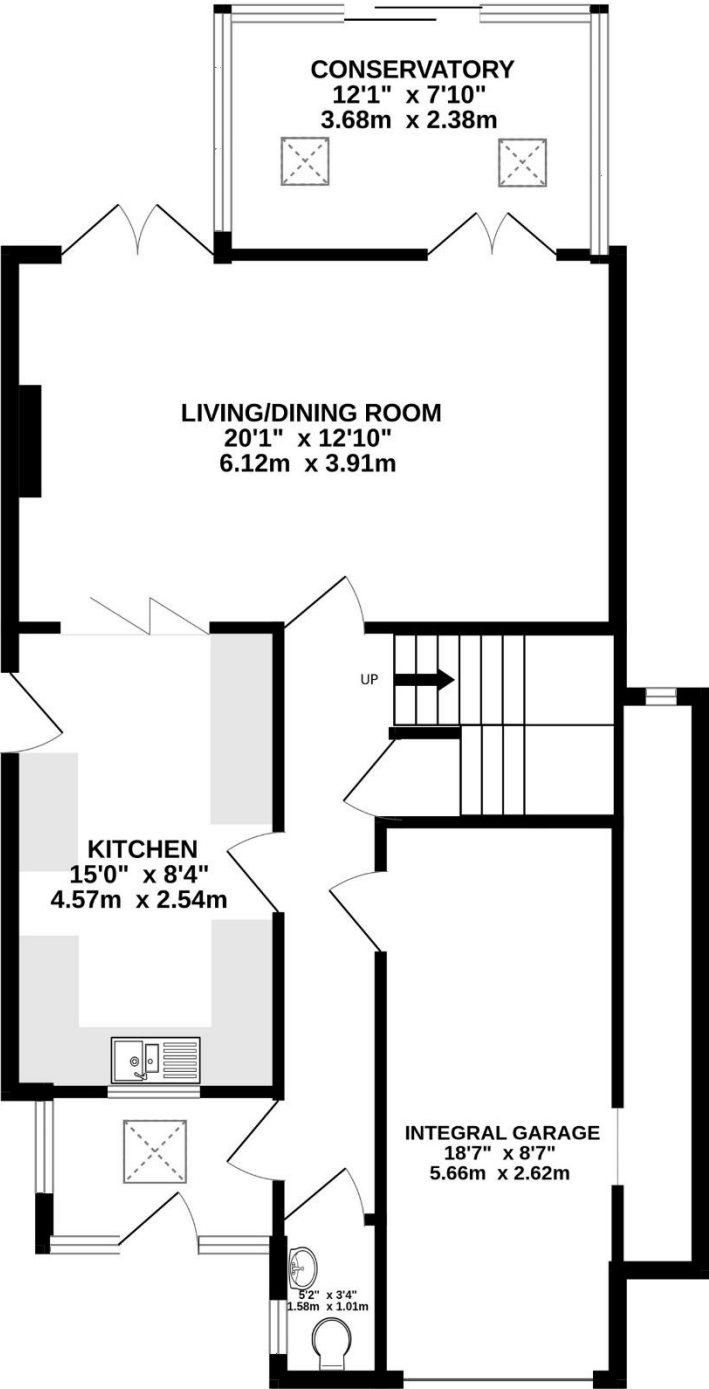 CONSERVATORY
12'1" x 7'10"
3.68m x 2.38m
LIVING/DINING ROOM
20'1" x 12'10"
6.12m x 3.91m
UP
KITCHEN
15'0" x 8'4"
4.57m x 2.54m
INTEGRAL GARAGE
18'7" x 8'7"
5.66m x 2.62m
5'2" x 3'4"
1.58m x 1.01m